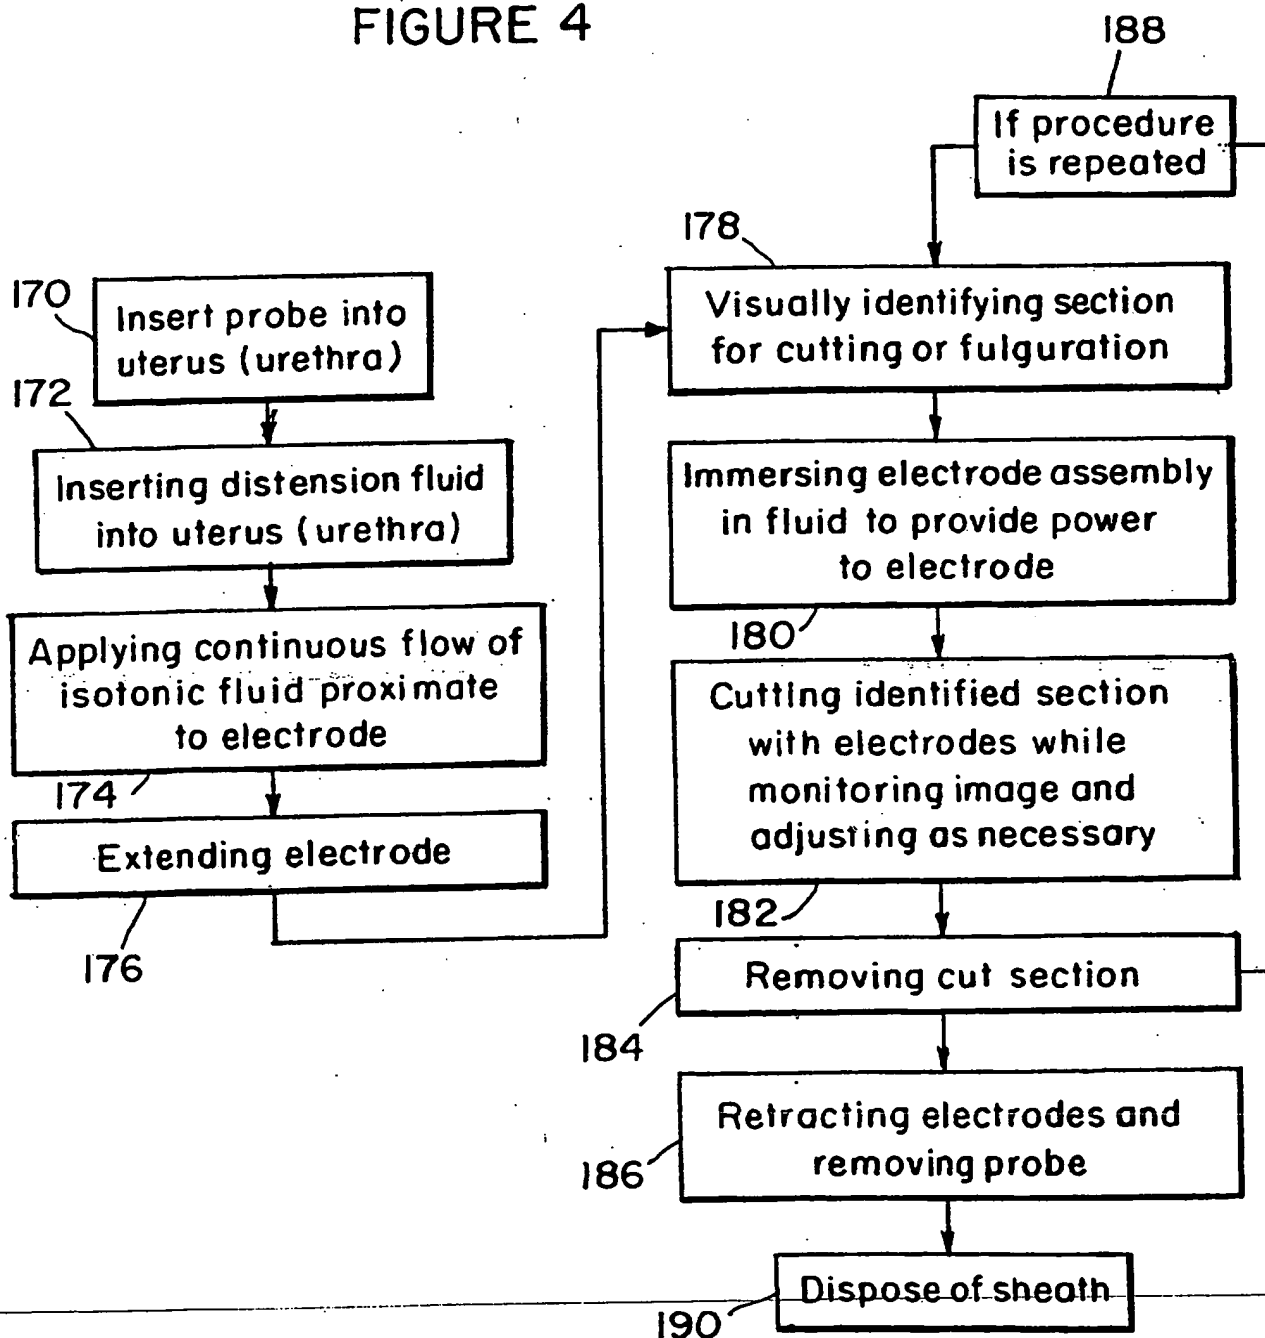 FIGURE 4
170
Insert probe into
uterus (urethra)
172
Inserting distension fluid
into uterus (urethra)
Applying continuous flow of
isotonic fluid proximate
to electrode
174
Extending electrode
176
188
If procedure
is repeated
178
Visually identifying section
for cutting or fulguration
Immersing electrode assembly
in fluid to provide power
to electrode
180
Cutting identified section
with electrodes while
monitoring image and
adjusting as necessary
182
Removing cut section
184
Retracting electrodes and
removing probe
186
Dispose of sheath
190